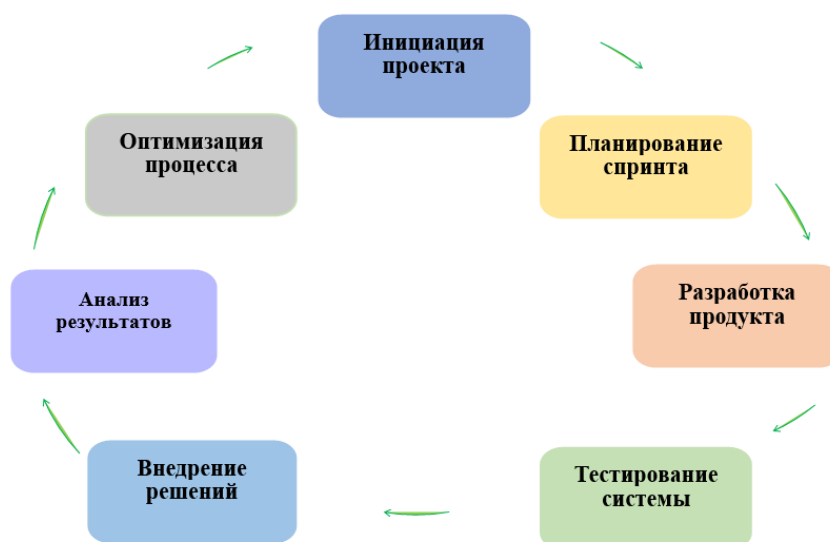 Инициация
проекта
Планирование
спринта
Разработка
продукта
Тестирование
системы
Внедрение
решений
Анализ
результатов
Оптимизация
процесса